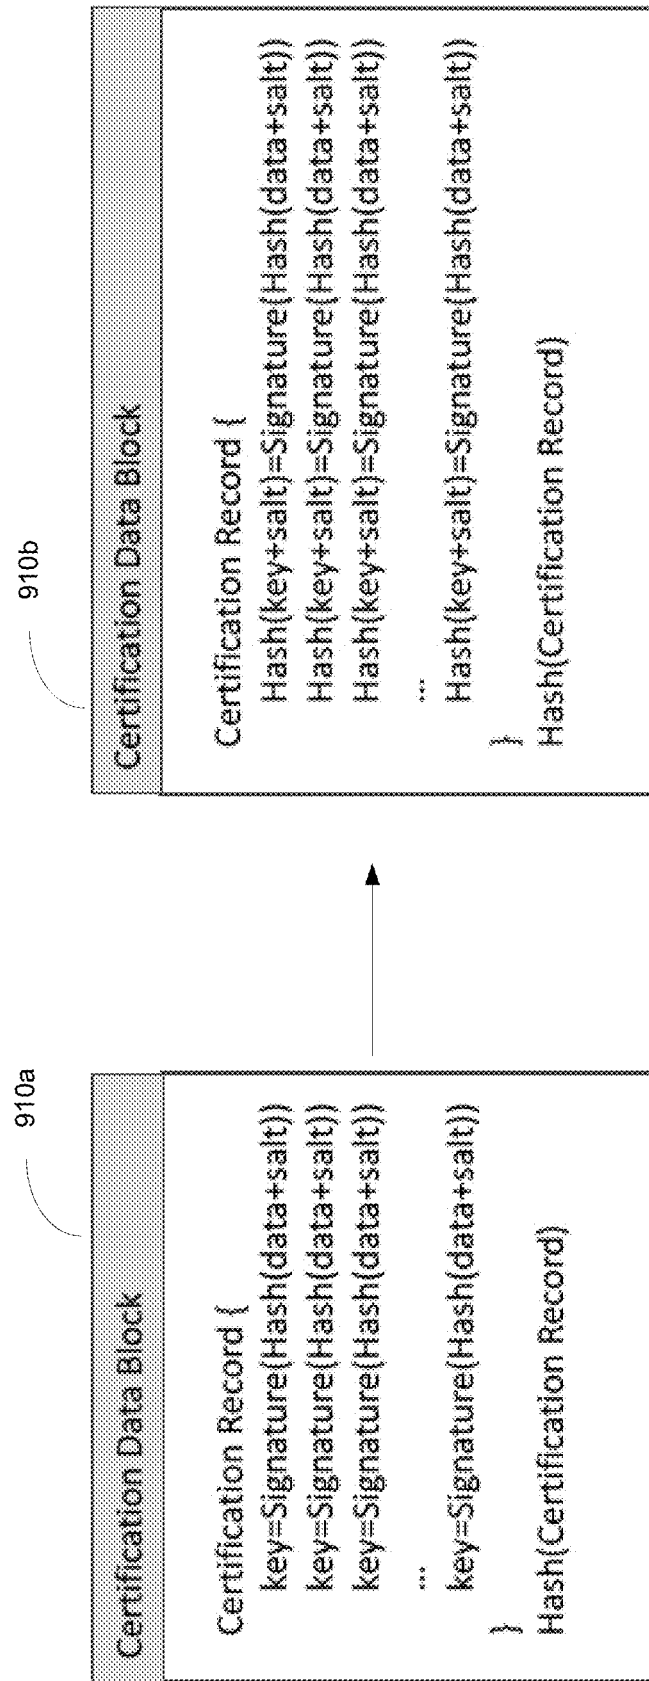 910a
Certification Data Block
Certification Record {
key=Signature(Hash(data+salt))
key=Signature(Hash(data+salt))
key=Signature(Hash(data+salt))
...
key=Signature(Hash(data+salt))
}
Hash(Certification Record)
910b
Certification Data Block
Certification Record {
Hash(key+salt)=Signature(Hash(data+salt))
Hash(key+salt)=Signature(Hash(data+salt))
Hash(key+salt)=Signature(Hash(data+salt))
...
Hash(key+salt)=Signature(Hash(data+salt))
}
Hash(Certification Record)